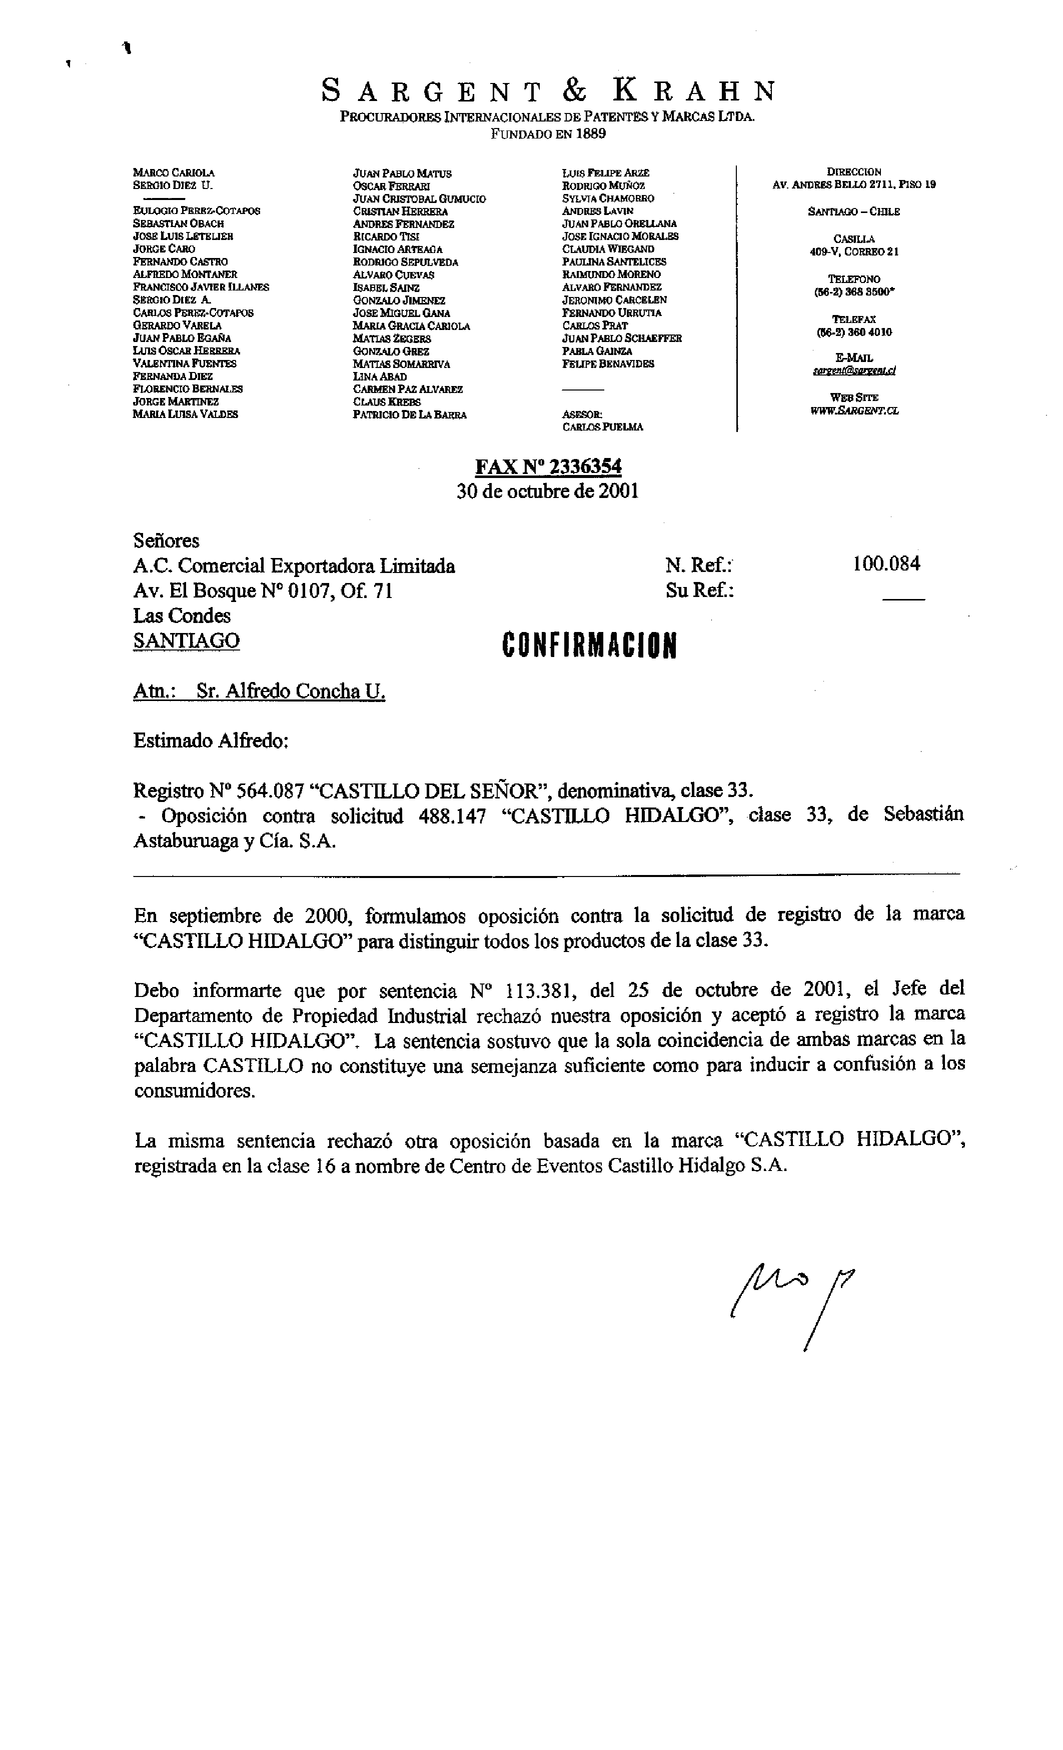 SARGENT & KRAHN
PROCURADORES INTERNACIONALES DE PATENTES Y MARCAS LTDA.
FUNDADO EN 1889
MARCO CARIOLA
SERGIO DIEZ U.
EULOGIO PEREZ-COTAPOS
SEBASTIAN OBACH
JOSE LUIS LETELIER
JORGE CARO
FERNANDO CASTRO
ALFREDO MONTANER
FRANCISCO JAVIER ILLANES
SERGIO DIEZ A.
CARLOS PEREZ-COTAPOS
GERARDO VARELA
JUAN PABLO EGAÑA
LUIS OSCAR HERRERA
VALENTINA FUENTES
FERNANDA DIEZ
FLORENCIO BERNALES
JORGE MARTINEZ
MARIA LUISA VALDES
JUAN PABLO MATUS
OSCAR FERRARI
JUAN CRISTOBAL GUMUCIO
CRISTIAN HERRERA
ANDRES FERNANDEZ
RICARDO TISI
IGNACIO ARTEAGA
RODRIGO SEPULVEDA
ALVARO CUEVAS
ISABEL SAINZ
GONZALO JIMENEZ
JOSE MIGUEL GANA
MARIA GRACIA CARIOLA
MATIAS ZEGERS
GONZALO GREZ
MATIAS SOMARRIVA
LINA ABAD
CARMEN PAZ ALVAREZ
CLAUS KREBS
PATRICIO DE LA BARRA
LUIS FELIPE ARZE
RODRIGO MUÑOZ
SYLVIA CHAMORRO
ANDRES LAVIN
JUAN PABLO ORELLANA
JOSE IGNACIO MORALES
CLAUDIA WIEGAND
PAULINA SANTELICES
RAIMUNDO MORENO
ALVARO FERNANDEZ
JERONIMO CARCELEN
FERNANDO URRUTIA
CARLOS PRAT
JUAN PABLO SCHAEFFER
PABLA GAINZA
FELIPE BENAVIDES
ASESOR:
CARLOS PUELMA
DIRECCION
AV. ANDRES BELLO 2711, PISO 19
SANTIAGO – CHILE
CASILLA
409-V, CORREO 21
TELEFONO
(56-2) 368 3500*
TELEFAX
(56-2) 360 4010
E-MAIL
sargent@sargent.cl
WEB SITE
WWW.SARGENT.CL
FAX Nº 2336354
30 de octubre de 2001
Señores
A.C. Comercial Exportadora Limitada N. Ref.: 100.084
Av. El Bosque Nº 0107, Of. 71 Su Ref.:
Las Condes
SANTIAGO
CONFIRMACION
Atn.: Sr. Alfredo Concha U.
Estimado Alfredo:
Registro Nº 564.087 “CASTILLO DEL SEÑOR”, denominativa, clase 33.
- Oposición contra solicitud 488.147 “CASTILLO HIDALGO”, clase 33, de Sebastián
Astaburuaga y Cía. S.A.
En septiembre de 2000, formulamos oposición contra la solicitud de registro de la marca
“CASTILLO HIDALGO” para distinguir todos los productos de la clase 33.
Debo informarte que por sentencia Nº 113.381, del 25 de octubre de 2001, el Jefe del
Departamento de Propiedad Industrial rechazó nuestra oposición y aceptó a registro la marca
“CASTILLO HIDALGO”. La sentencia sostuvo que la sola coincidencia de ambas marcas en la
palabra CASTILLO no constituye una semejanza suficiente como para inducir a confusión a los
consumidores.
La misma sentencia rechazó otra oposición basada en la marca “CASTILLO HIDALGO”,
registrada en la clase 16 a nombre de Centro de Eventos Castillo Hidalgo S.A.